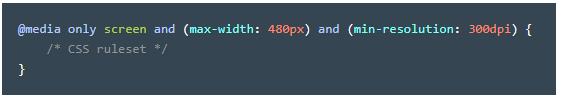 @media only screen and (max-width: 480px) and (min-resolution: 300dpi) {
    /* CSS ruleset */
}